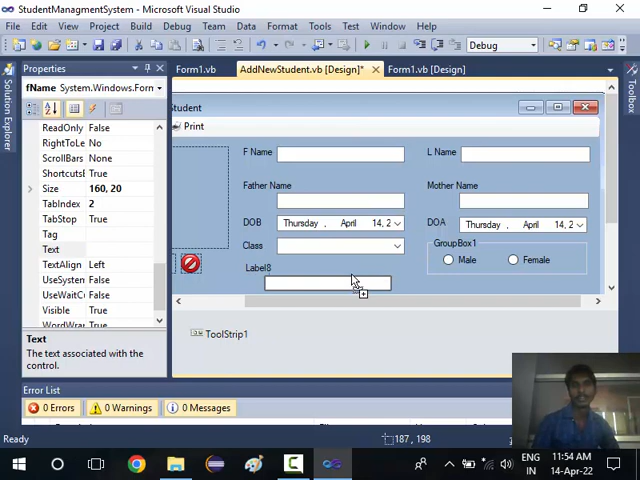 StudentManagmentSystem - Microsoft Visual Studio
File Edit View Project Build Debug Team Data Format Tools Test Window Help
Debug
Properties
Form1.vb
AddNewStudent.vb [Design]*
Form1.vb [Design]
fName System.Windows.Forn
Student
Print
ReadOnly False
RightToLe No
ScrollBars None
ShortcutsE True
Size 160, 20
TabIndex 2
TabStop True
Tag
Text
TextAlign Left
UseSystem False
UseWaitC False
Visible True
WordWrap True
Text
The text associated with the control.
F Name
L Name
Father Name
Mother Name
DOB
Thursday , April 14, 2
DOA
Thursday , April 14, 2
Class
GroupBox1
Male
Female
Label8
ToolStrip1
Solution Explorer
Toolbox
Error List
0 Errors
0 Warnings
0 Messages
Ready
187, 198
ENG
IN
11:54 AM
14-Apr-22